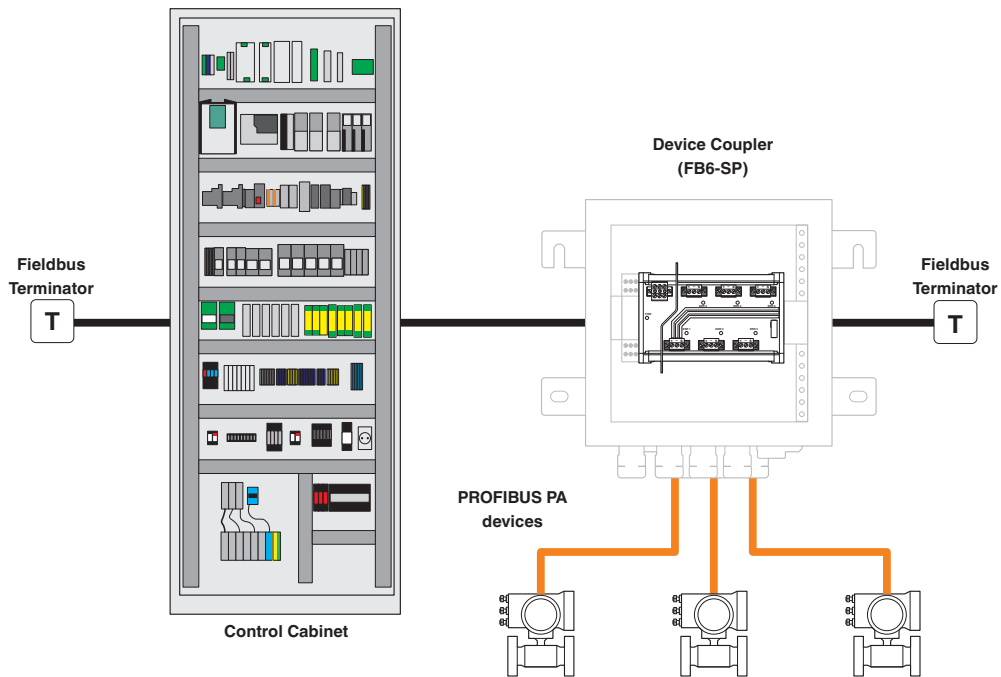 Device Coupler
(FB6-SP)
Fieldbus
Terminator
T
Fieldbus
Terminator
T
PROFIBUS PA
devices
Control Cabinet